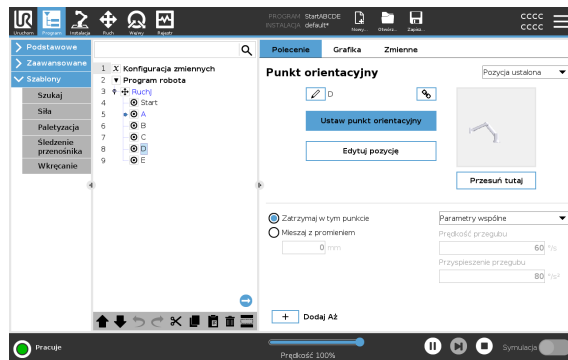 PROGRAM StartABCDE
INSTALACJA default*
Uruchom
Program
Instalacja
Ruch
We/wy
Rejestr
Nowy...
Otwórz...
Zapisz...
cccc
cccc
Podstawowe
Zaawansowane
Szablony
Szukaj
Siła
Paletyzacja
Śledzenie
przenośnika
Wkręcanie
1 X Konfiguracja zmiennych
2 Program robota
3 RuchJ
4 Start
5 A
6 B
7 C
8 D
9 E
Polecenie Grafika Zmienne
Punkt orientacyjny
Pozycja ustalona
D
Ustaw punkt orientacyjny
Edytuj pozycję
Przesuń tutaj
Zatrzymaj w tym punkcie
Mieszaj z promieniem
0 mm
Parametry wspólne
Prędkość przegubu
60 °/s
Przyspieszenie przegubu
80 °/s²
Dodaj Aż
Pracuje
Prędkość 100%
Symulacja